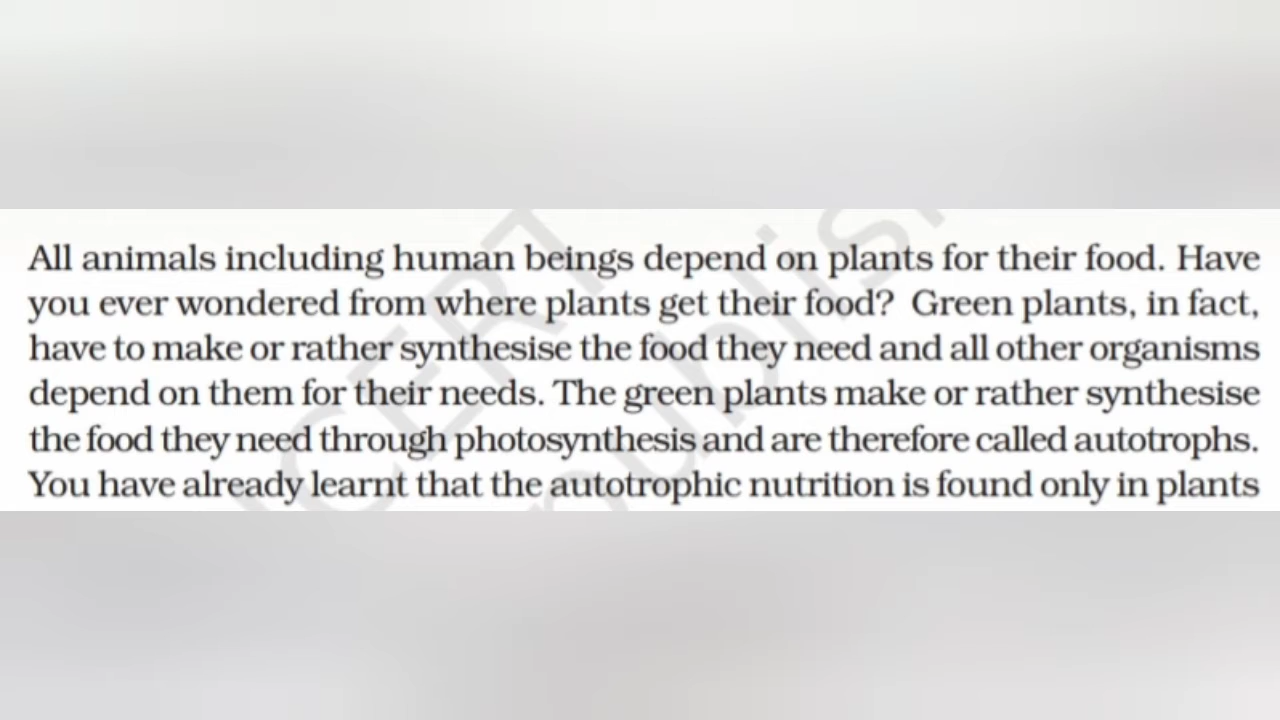 All animals including human beings depend on plants for their food. Have
you ever wondered from where plants get their food? Green plants, in fact,
have to make or rather synthesise the food they need and all other organisms
depend on them for their needs. The green plants make or rather synthesise
the food they need through photosynthesis and are therefore called autotrophs.
You have already learnt that the autotrophic nutrition is found only in plants